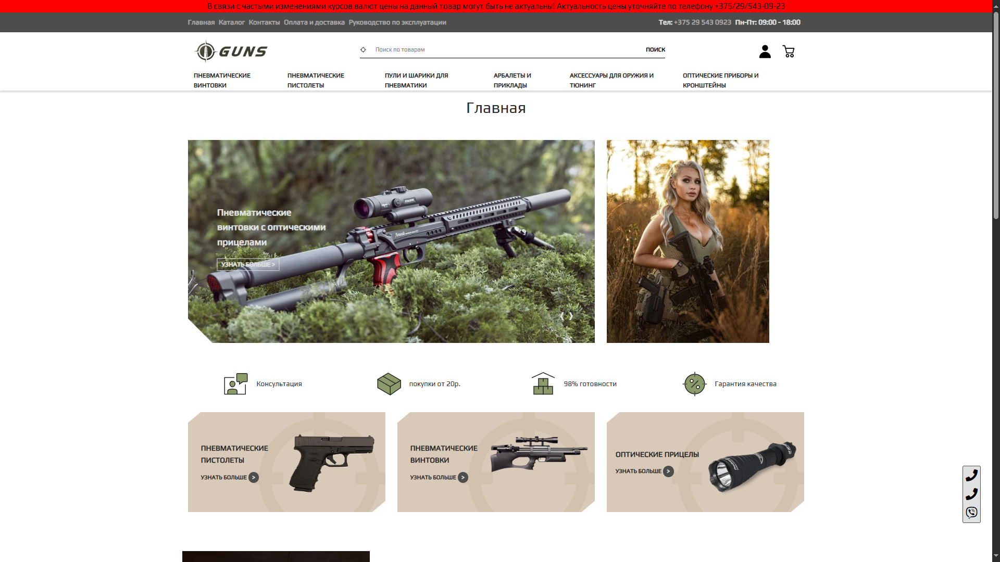 В связи с частыми изменениями курсов валют цены на данный товар могут быть не актуальны! Актуальность цены уточняйте по телефону +375/29/543-09-23
Главная Каталог Контакты Оплата и доставка Руководство по эксплуатации
Тел: +375 29 543 0923 Пн-Пт: 09:00 - 18:00
GUNS
Поиск по товарам
ПОИСК
ПНЕВМАТИЧЕСКИЕ
ВИНТОВКИ
ПНЕВМАТИЧЕСКИЕ
ПИСТОЛЕТЫ
ПУЛИ И ШАРИКИ ДЛЯ
ПНЕВМАТИКИ
АРБАЛЕТЫ И
ПРИКЛАДЫ
АКСЕССУАРЫ ДЛЯ ОРУЖИЯ И
ТЮНИНГ
ОПТИЧЕСКИЕ ПРИБОРЫ И
КРОНШТЕЙНЫ
Главная
Пневматические
винтовки с оптическими
прицелами
УЗНАТЬ БОЛЬШЕ >
Консультация
покупки от 20р.
98% готовности
Гарантия качества
ПНЕВМАТИЧЕСКИЕ
ПИСТОЛЕТЫ
УЗНАТЬ БОЛЬШЕ >
ПНЕВМАТИЧЕСКИЕ
ВИНТОВКИ
УЗНАТЬ БОЛЬШЕ >
ОПТИЧЕСКИЕ ПРИЦЕЛЫ
УЗНАТЬ БОЛЬШЕ >